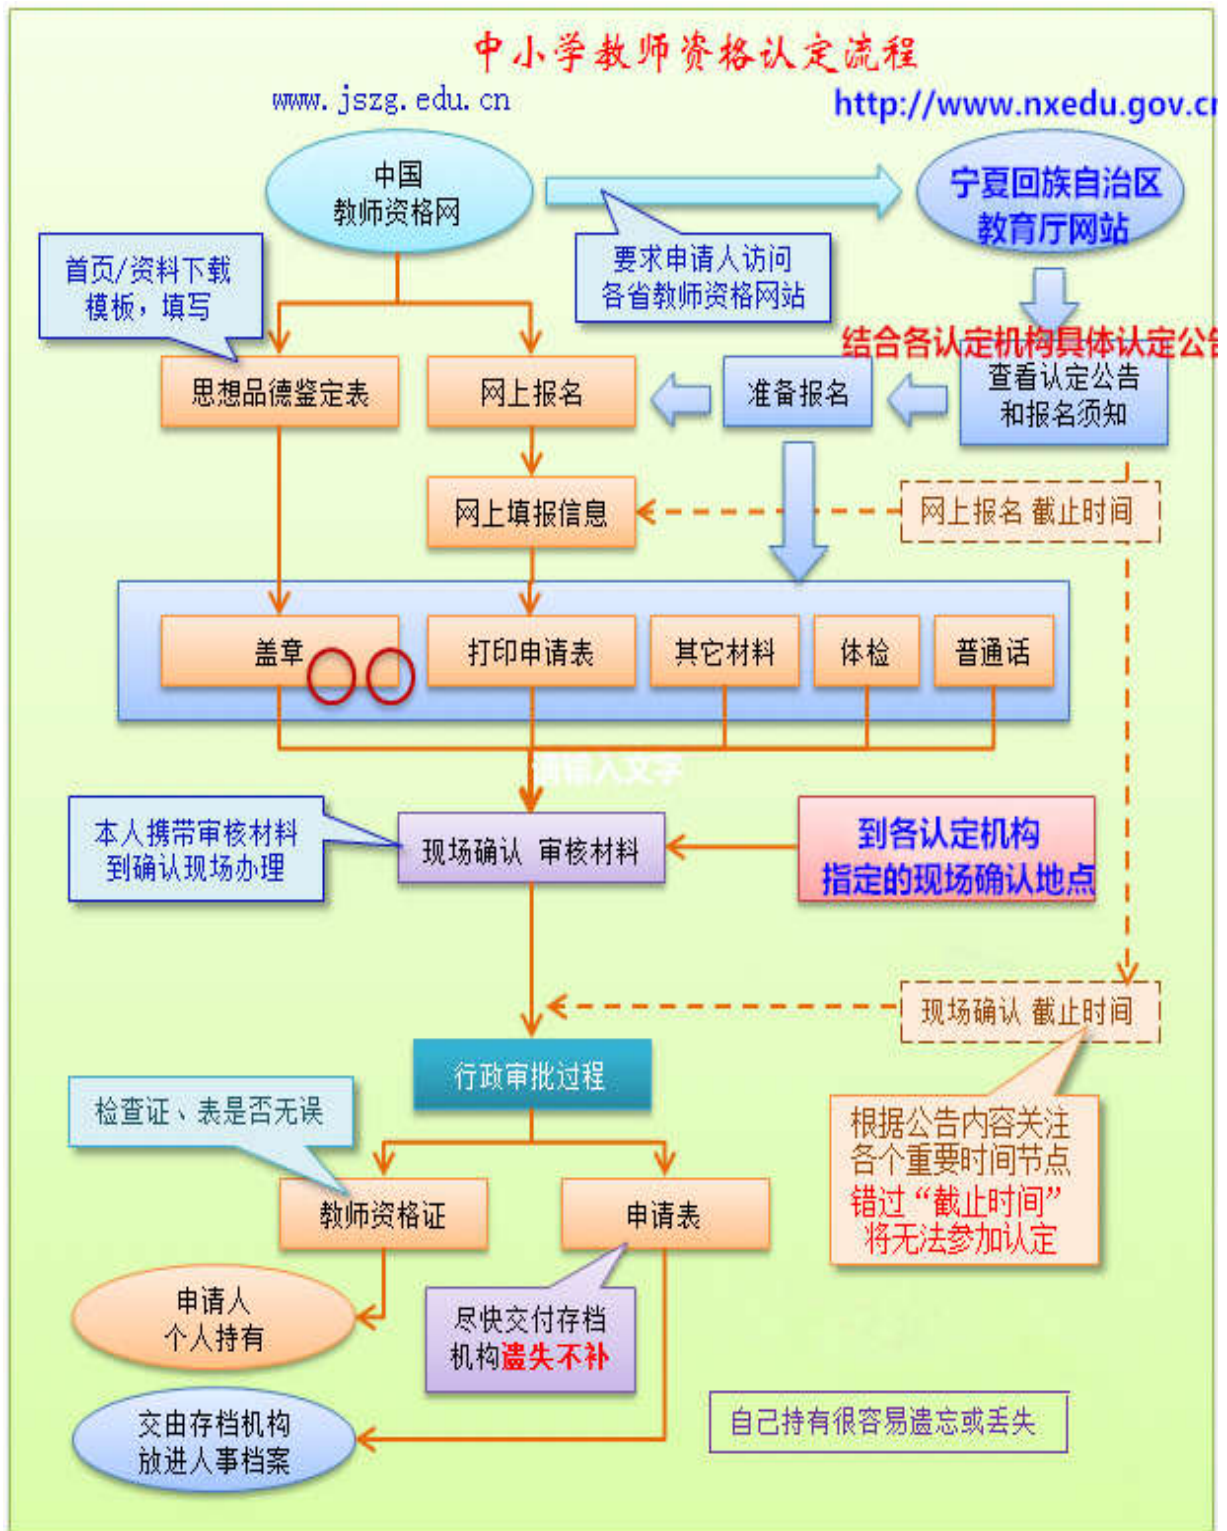 中小学教师资格认定流程
www.jszg.edu.cn
http://www.nxedu.gov.cn
中国
教师资格网
宁夏回族自治区
教育厅网站
首页/资料下载
模板，填写
要求申请人访问
各省教师资格网站
结合各认定机构具体认定公告
思想品德鉴定表
网上报名
准备报名
查看认定公告
和报名须知
网上填报信息
网上报名 截止时间
盖章
打印申请表
其它材料
体检
普通话
请输入文字
本人携带审核材料
到确认现场办理
现场确认 审核材料
到各认定机构
指定的现场确认地点
现场确认 截止时间
行政审批过程
检查证、表是否无误
根据公告内容关注
各个重要时间节点
错过“截止时间”
将无法参加认定
教师资格证
申请表
申请人
个人持有
尽快交付存档
机构遗失不补
交由存档机构
放进人事档案
自己持有很容易遗忘或丢失